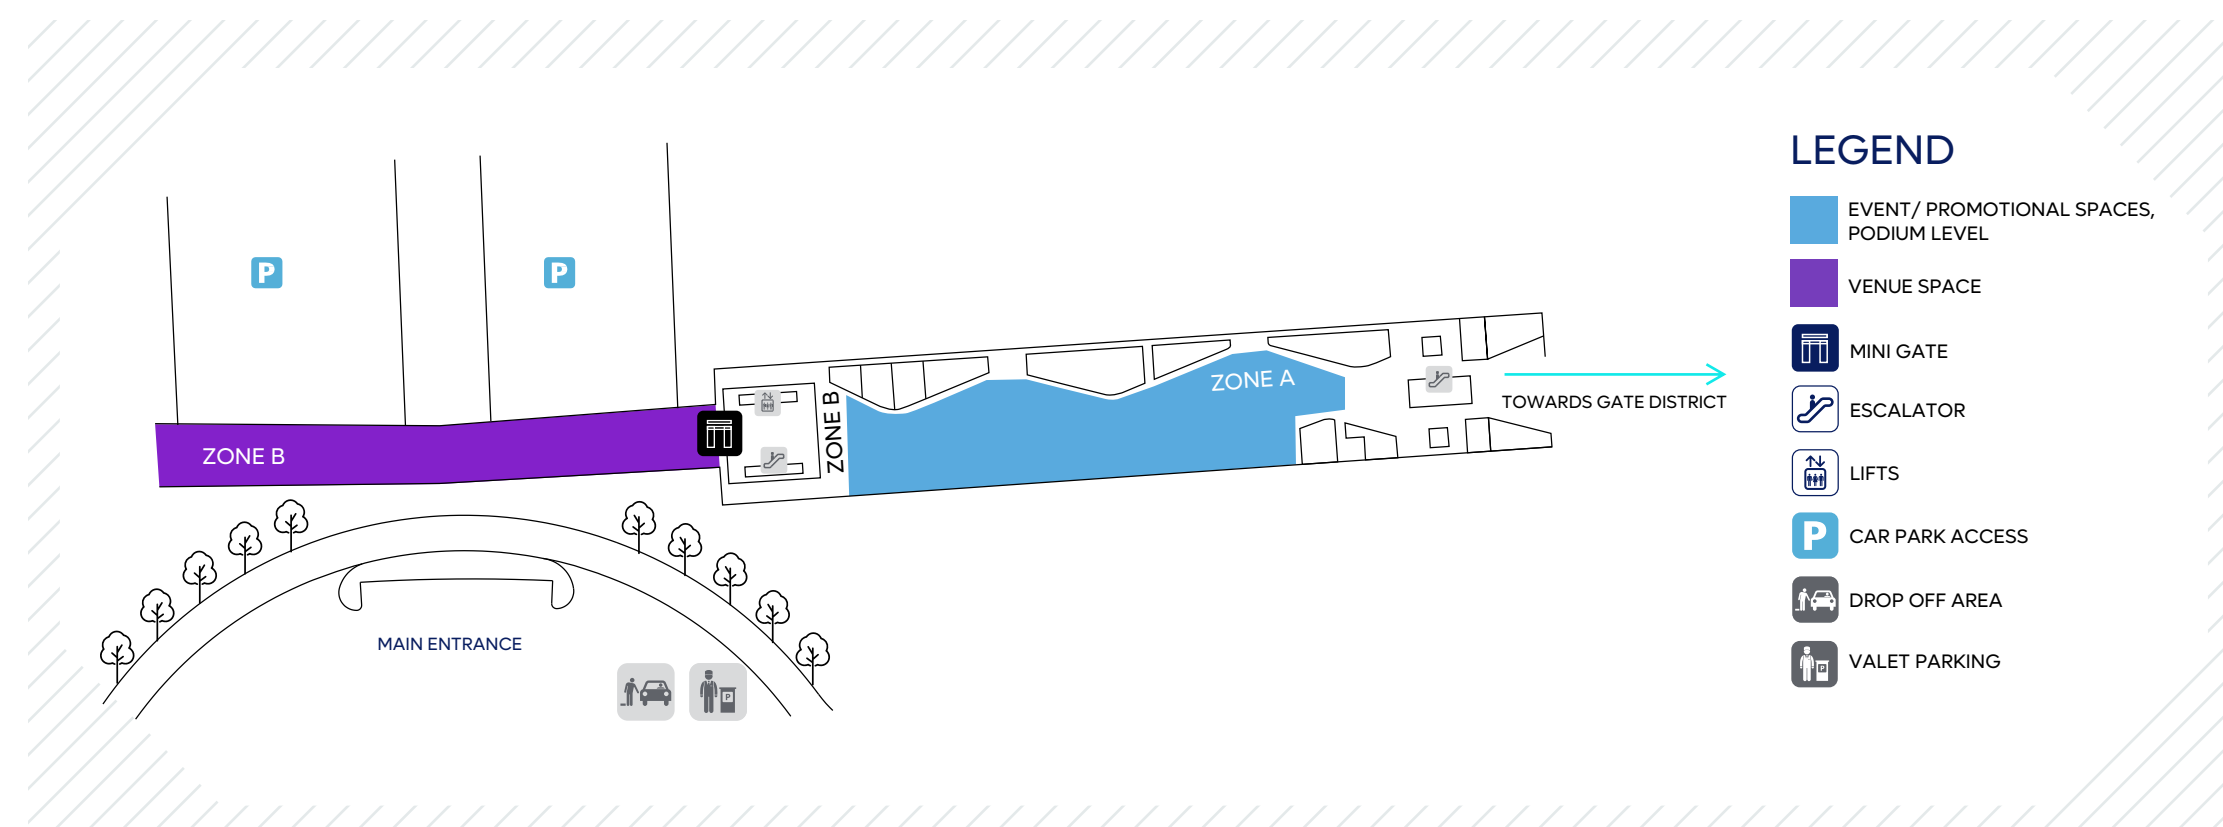 LEGEND
EVENT/ PROMOTIONAL SPACES,
PODIUM LEVEL
VENUE SPACE
MINI GATE
ESCALATOR
LIFTS
P
CAR PARK ACCESS
DROP OFF AREA
P
VALET PARKING
P
P
ZONE B
ZONE B
ZONE A
TOWARDS GATE DISTRICT
MAIN ENTRANCE
P